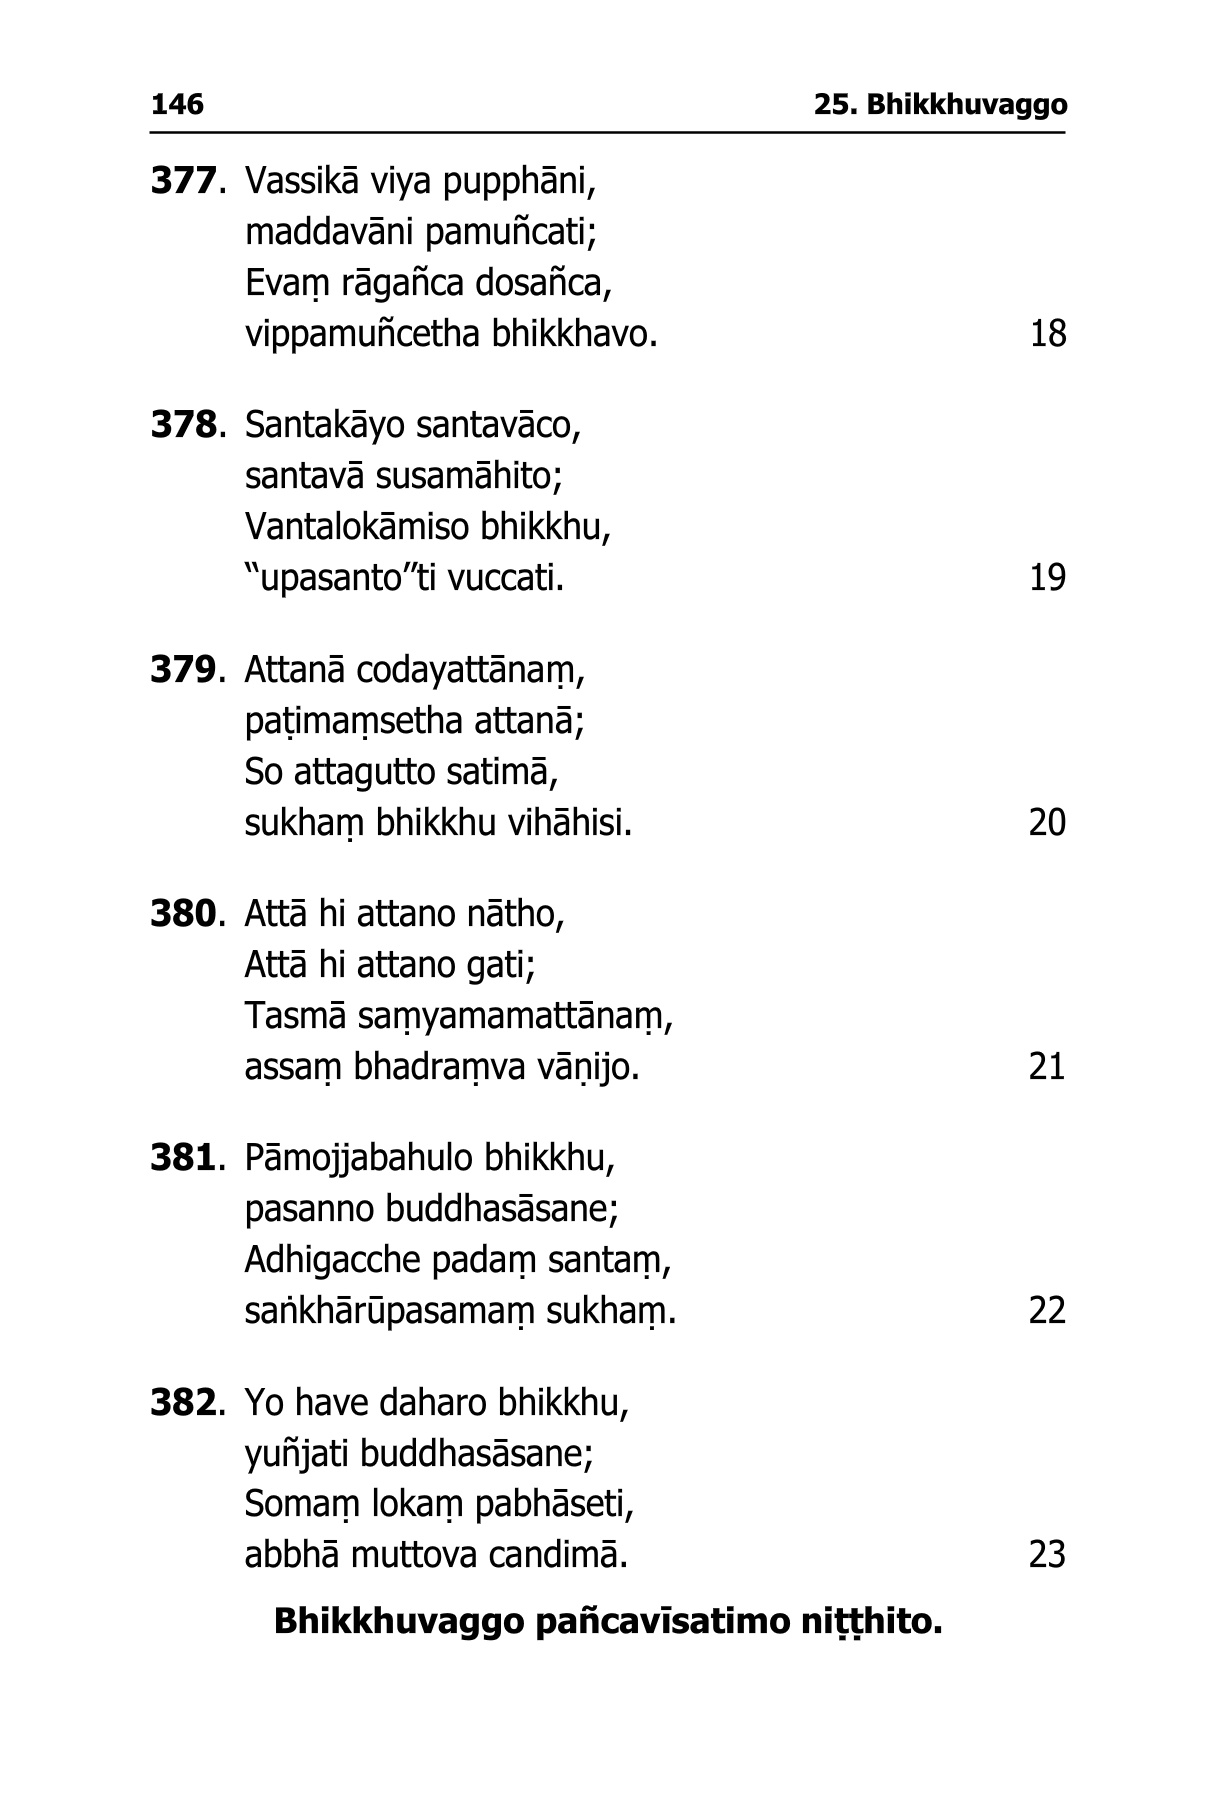 146 25. Bhikkhuvaggo
377. Vassikā viya pupphāni,
maddavāni pamuñcati;
Evaṃ rāgañca dosañca,
vippamuñcetha bhikkhavo. 18
378. Santakāyo santavāco,
santavā susamāhito;
Vantalokāmiso bhikkhu,
“upasanto”ti vuccati. 19
379. Attanā codayattānaṃ,
paṭimaṃsetha attanā;
So attagutto satimā,
sukhaṃ bhikkhu vihāhisi. 20
380. Attā hi attano nātho,
Attā hi attano gati;
Tasmā saṃyamamattānaṃ,
assaṃ bhadraṃva vāṇijo. 21
381. Pāmojjabahulo bhikkhu,
pasanno buddhasāsane;
Adhigacche padaṃ santaṃ,
saṅkhārūpasamaṃ sukhaṃ. 22
382. Yo have daharo bhikkhu,
yuñjati buddhasāsane;
Somaṃ lokaṃ pabhāseti,
abbhā muttova candimā. 23
Bhikkhuvaggo pañcavīsatimo niṭṭhito.